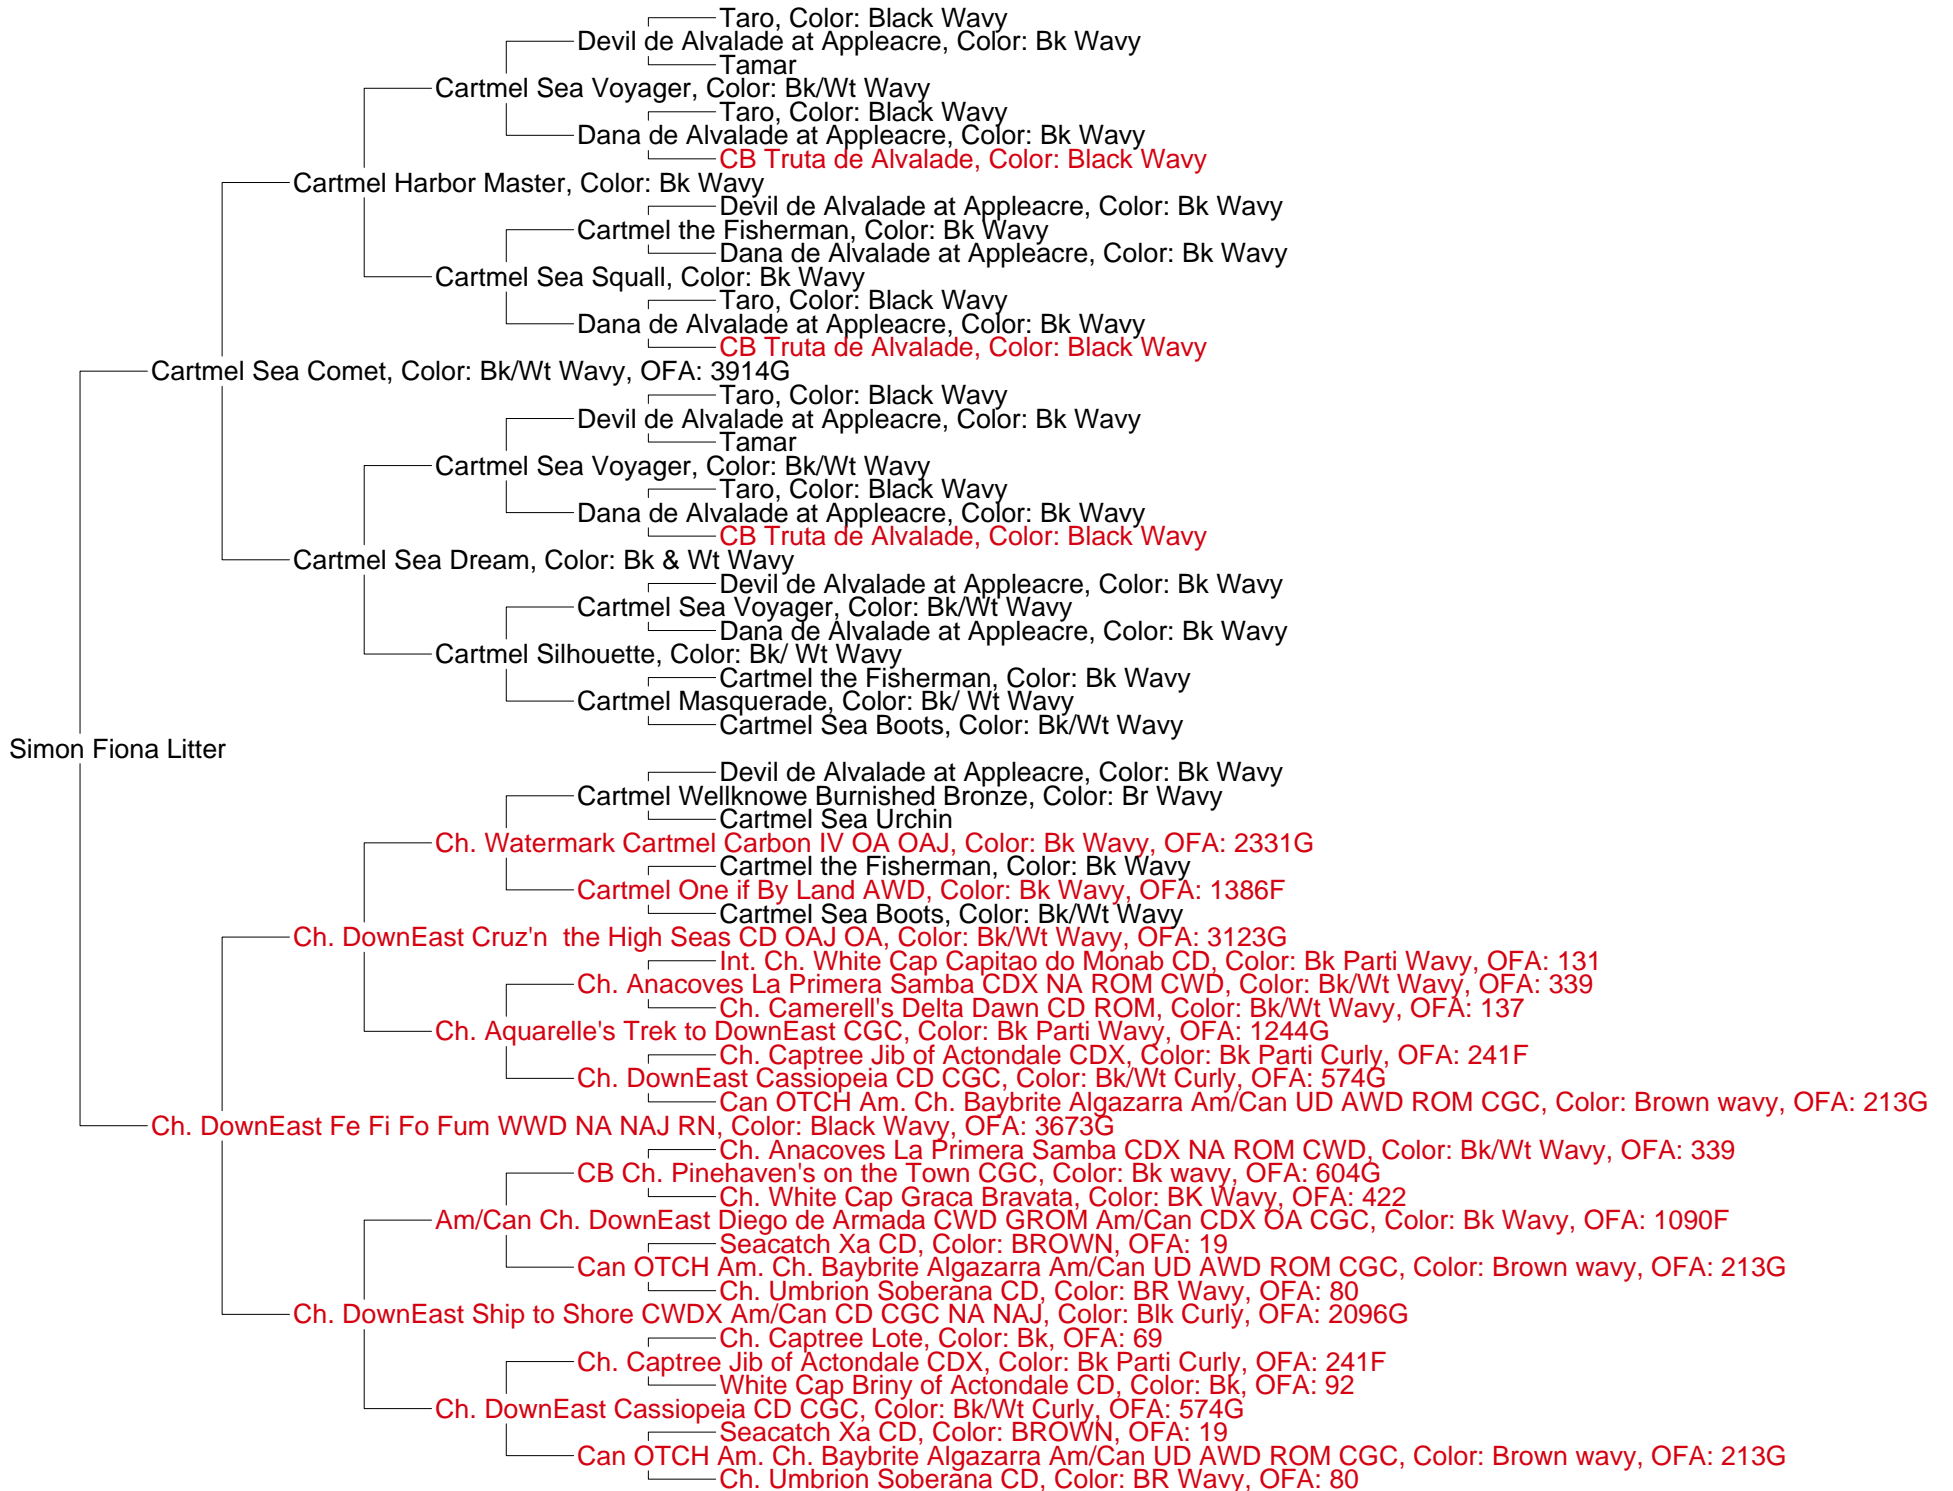 Taro, Color: Black Wavy
Devil de Alvalade at Appleacre, Color: Bk Wavy
Tamar
Cartmel Sea Voyager, Color: Bk/Wt Wavy
Taro, Color: Black Wavy
Dana de Alvalade at Appleacre, Color: Bk Wavy
CB Truta de Alvalade, Color: Black Wavy
Cartmel Harbor Master, Color: Bk Wavy
Devil de Alvalade at Appleacre, Color: Bk Wavy
Cartmel the Fisherman, Color: Bk Wavy
Dana de Alvalade at Appleacre, Color: Bk Wavy
Cartmel Sea Squall, Color: Bk Wavy
Taro, Color: Black Wavy
Dana de Alvalade at Appleacre, Color: Bk Wavy
CB Truta de Alvalade, Color: Black Wavy
Cartmel Sea Comet, Color: Bk/Wt Wavy, OFA: 3914G
Taro, Color: Black Wavy
Devil de Alvalade at Appleacre, Color: Bk Wavy
Tamar
Cartmel Sea Voyager, Color: Bk/Wt Wavy
Taro, Color: Black Wavy
Dana de Alvalade at Appleacre, Color: Bk Wavy
CB Truta de Alvalade, Color: Black Wavy
Cartmel Sea Dream, Color: Bk & Wt Wavy
Devil de Alvalade at Appleacre, Color: Bk Wavy
Cartmel Sea Voyager, Color: Bk/Wt Wavy
Dana de Alvalade at Appleacre, Color: Bk Wavy
Cartmel Silhouette, Color: Bk/ Wt Wavy
Cartmel the Fisherman, Color: Bk Wavy
Cartmel Masquerade, Color: Bk/ Wt Wavy
Cartmel Sea Boots, Color: Bk/Wt Wavy
Simon Fiona Litter
Devil de Alvalade at Appleacre, Color: Bk Wavy
Cartmel Wellknowe Burnished Bronze, Color: Br Wavy
Cartmel Sea Urchin
Ch. Watermark Cartmel Carbon IV OA OAJ, Color: Bk Wavy, OFA: 2331G
Cartmel the Fisherman, Color: Bk Wavy
Cartmel One if By Land AWD, Color: Bk Wavy, OFA: 1386F
Cartmel Sea Boots, Color: Bk/Wt Wavy
Ch. DownEast Cruz'n  the High Seas CD OAJ OA, Color: Bk/Wt Wavy, OFA: 3123G
Int. Ch. White Cap Capitao do Monab CD, Color: Bk Parti Wavy, OFA: 131
Ch. Anacoves La Primera Samba CDX NA ROM CWD, Color: Bk/Wt Wavy, OFA: 339
Ch. Camerell's Delta Dawn CD ROM, Color: Bk/Wt Wavy, OFA: 137
Ch. Aquarelle's Trek to DownEast CGC, Color: Bk Parti Wavy, OFA: 1244G
Ch. Captree Jib of Actondale CDX, Color: Bk Parti Curly, OFA: 241F
Ch. DownEast Cassiopeia CD CGC, Color: Bk/Wt Curly, OFA: 574G
Can OTCH Am. Ch. Baybrite Algazarra Am/Can UD AWD ROM CGC, Color: Brown wavy, OFA: 213G
Ch. DownEast Fe Fi Fo Fum WWD NA NAJ RN, Color: Black Wavy, OFA: 3673G
Ch. Anacoves La Primera Samba CDX NA ROM CWD, Color: Bk/Wt Wavy, OFA: 339
CB Ch. Pinehaven's on the Town CGC, Color: Bk wavy, OFA: 604G
Ch. White Cap Graca Bravata, Color: BK Wavy, OFA: 422
Am/Can Ch. DownEast Diego de Armada CWD GROM Am/Can CDX OA CGC, Color: Bk Wavy, OFA: 1090F
Seacatch Xa CD, Color: BROWN, OFA: 19
Can OTCH Am. Ch. Baybrite Algazarra Am/Can UD AWD ROM CGC, Color: Brown wavy, OFA: 213G
Ch. Umbrion Soberana CD, Color: BR Wavy, OFA: 80
Ch. DownEast Ship to Shore CWDX Am/Can CD CGC NA NAJ, Color: Blk Curly, OFA: 2096G
Ch. Captree Lote, Color: Bk, OFA: 69
Ch. Captree Jib of Actondale CDX, Color: Bk Parti Curly, OFA: 241F
White Cap Briny of Actondale CD, Color: Bk, OFA: 92
Ch. DownEast Cassiopeia CD CGC, Color: Bk/Wt Curly, OFA: 574G
Seacatch Xa CD, Color: BROWN, OFA: 19
Can OTCH Am. Ch. Baybrite Algazarra Am/Can UD AWD ROM CGC, Color: Brown wavy, OFA: 213G
Ch. Umbrion Soberana CD, Color: BR Wavy, OFA: 80